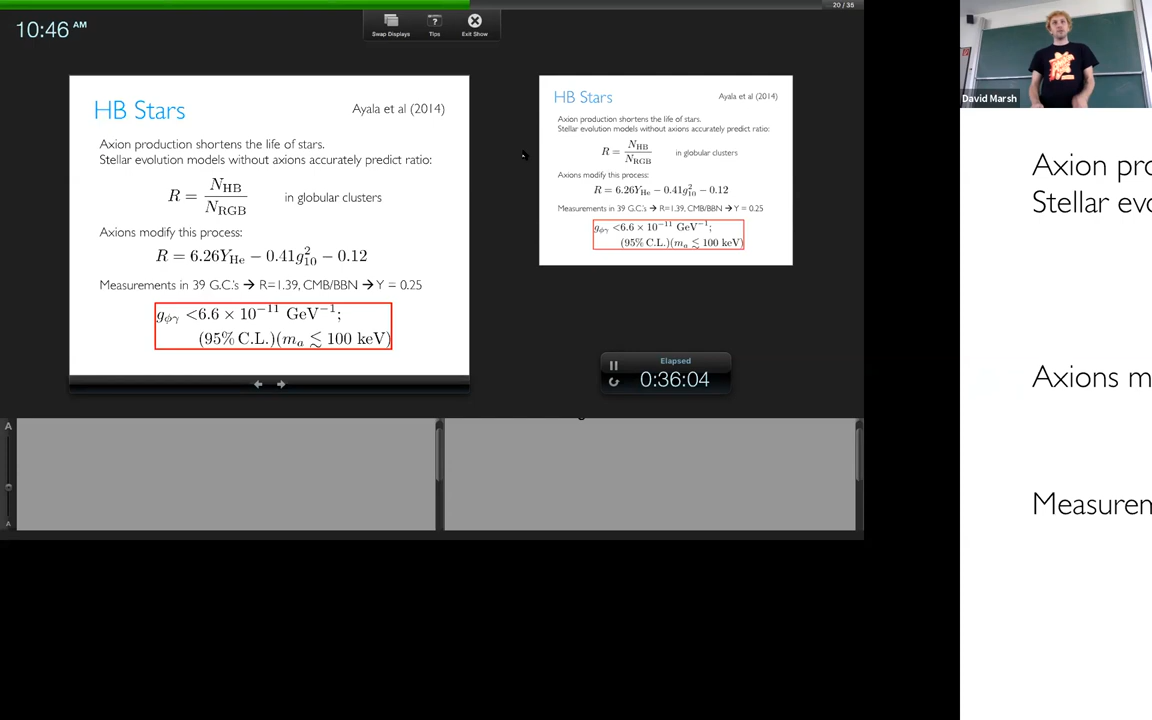 20 / 35
10:46 AM
Swap Displays
Tips
Exit Show
HB Stars
Ayala et al (2014)
Axion production shortens the life of stars.
Stellar evolution models without axions accurately predict ratio:
R = N_HB / N_RGB in globular clusters
Axions modify this process:
R = 6.26Y_He − 0.41g²₁₀ − 0.12
Measurements in 39 G.C.'s → R=1.39, CMB/BBN → Y = 0.25
g_ϕγ <6.6 × 10⁻¹¹ GeV⁻¹;
(95% C.L.)(m_a ≲ 100 keV)
HB Stars
Ayala et al (2014)
Axion production shortens the life of stars.
Stellar evolution models without axions accurately predict ratio:
R = N_HB / N_RGB in globular clusters
Axions modify this process:
R = 6.26Y_He − 0.41g²₁₀ − 0.12
Measurements in 39 G.C.'s → R=1.39, CMB/BBN → Y = 0.25
g_ϕγ <6.6 × 10⁻¹¹ GeV⁻¹;
(95% C.L.)(m_a ≲ 100 keV)
Elapsed
0:36:04
A
A
David Marsh
Axion pro
Stellar evo
Axions m
Measurem